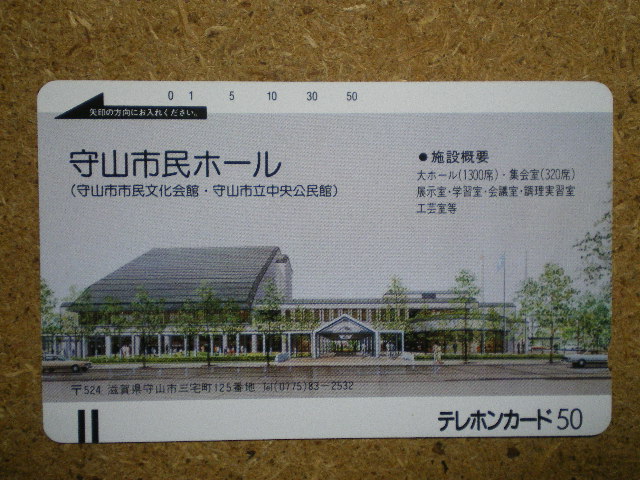 0 1 5 10 30 50
矢印の方向にお入れください。
守山市民ホール
(守山市市民文化会館・守山市立中央公民館)
●施設概要
大ホール(1300席)・集会室(320席)
展示室・学習室・会議室・調理実習室
工芸室等
〒524 滋賀県守山市三宅町125番地 Tel(0775)83-2532
テレホンカード50